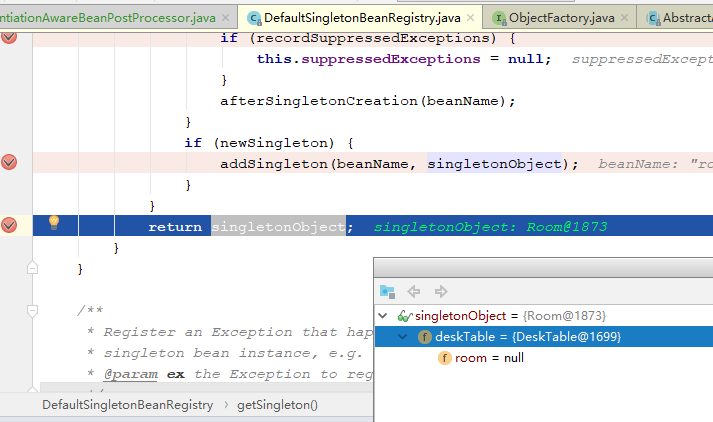 ntiationAwareBeanPostProcessor.java × DefaultSingletonBeanRegistry.java × ObjectFactory.java × AbstractA
if (recordSuppressedExceptions) {
this.suppressedExceptions = null; suppressedExcept
}
afterSingletonCreation(beanName);
}
if (newSingleton) {
addSingleton(beanName, singletonObject); beanName: "ro
}
}
return singletonObject; singletonObject: Room@1873
}
}
singletonObject = {Room@1873}
/**
deskTable = {DeskTable@1699}
* Register an Exception that hap
room = null
* singleton bean instance, e.g.
* @param ex the Exception to reg
DefaultSingletonBeanRegistry › getSingleton()